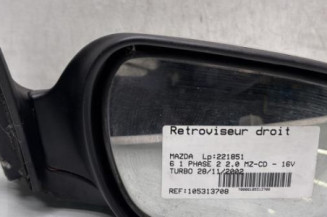 Retroviseur droit
MAZDA Lp:221851
6 I PHASE 2 2.0 MZ-CD - 16V
TURBO 28/11/2002
REF:105313708